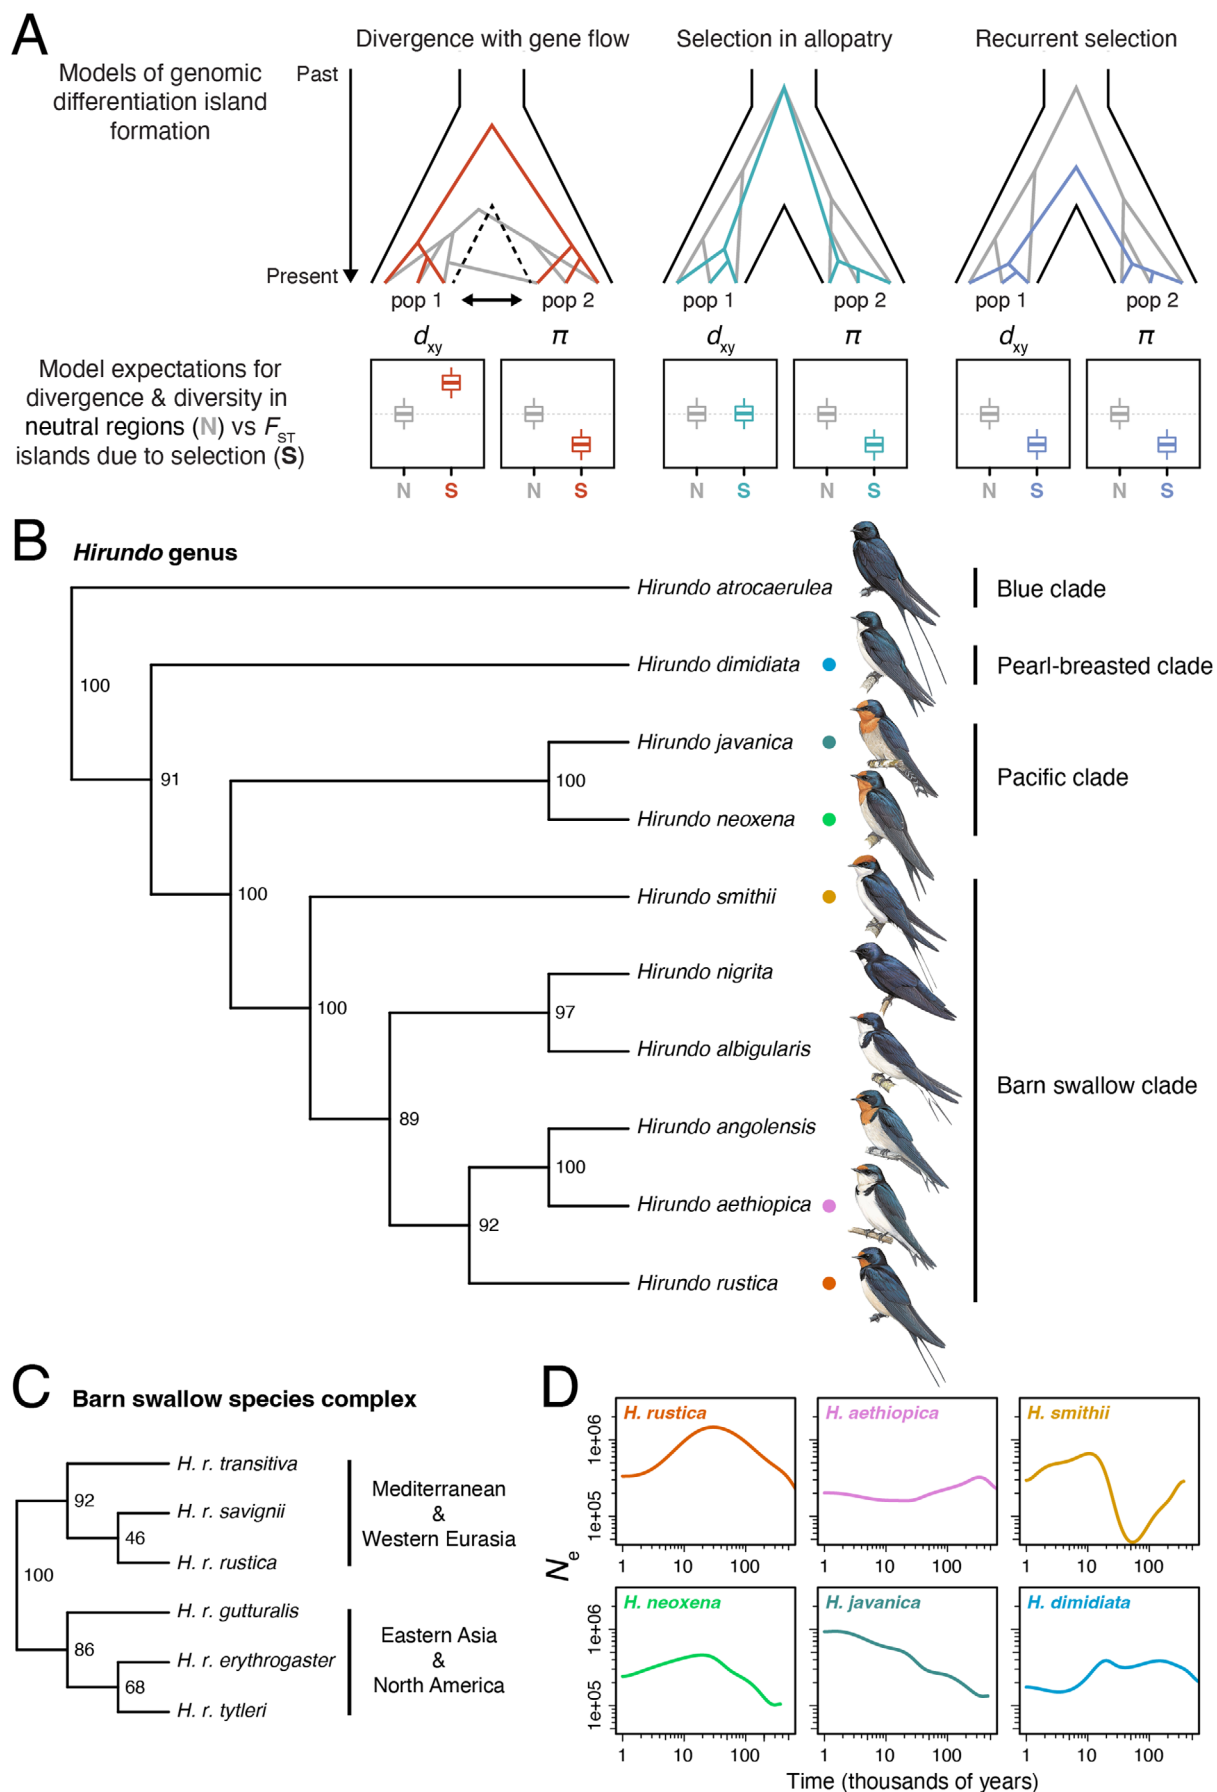 A
Divergence with gene flow
Selection in allopatry
Recurrent selection
Models of genomic
differentiation island
formation
Past
Present
pop 1
pop 2
pop 1
pop 2
pop 1
pop 2
dxy
π
dxy
π
dxy
π
Model expectations for
divergence & diversity in
neutral regions (N) vs FST
islands due to selection (S)
N S
N S
N S
N S
N S
N S
B
Hirundo genus
Hirundo atrocaerulea
Blue clade
Hirundo dimidiata
Pearl-breasted clade
100
Hirundo javanica
91
100
Pacific clade
Hirundo neoxena
100
Hirundo smithii
Hirundo nigrita
100
97
Hirundo albigularis
Barn swallow clade
89
Hirundo angolensis
100
Hirundo aethiopica
92
Hirundo rustica
C
Barn swallow species complex
H. r. transitiva
92
H. r. savignii
46
H. r. rustica
Mediterranean
&
Western Eurasia
100
H. r. gutturalis
86
H. r. erythrogaster
68
H. r. tytleri
Eastern Asia
&
North America
D
Ne
H. rustica
1e+06
1e+05
1 10 100
H. aethiopica
1 10 100
H. smithii
1 10 100
H. neoxena
1e+06
1e+05
1 10 100
H. javanica
1 10 100
H. dimidiata
1 10 100
Time (thousands of years)